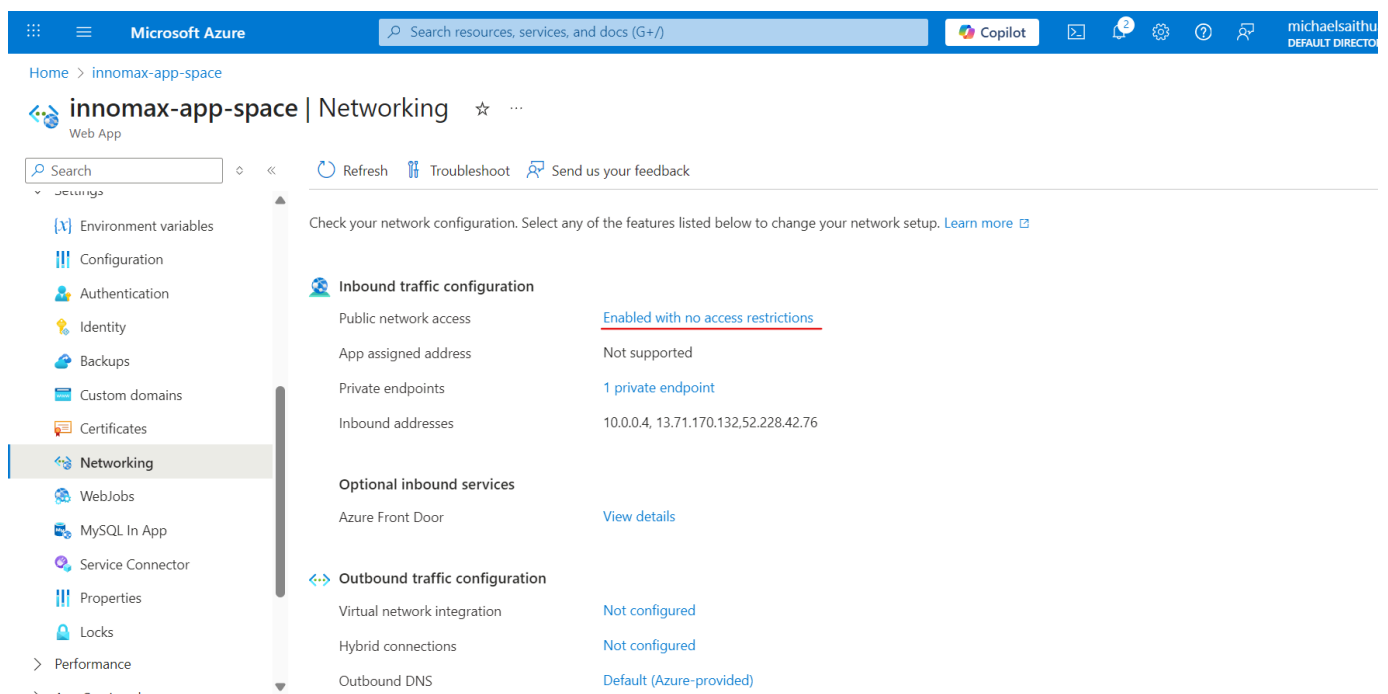 Microsoft Azure
Search resources, services, and docs (G+/)
Copilot
2
michaelsaithu
DEFAULT DIRECTOR
Home > innomax-app-space
innomax-app-space | Networking
Web App
Search
Refresh
Troubleshoot
Send us your feedback
Settings
Environment variables
Configuration
Authentication
Identity
Backups
Custom domains
Certificates
Networking
WebJobs
MySQL In App
Service Connector
Properties
Locks
Performance
Check your network configuration. Select any of the features listed below to change your network setup. Learn more
Inbound traffic configuration
Public network access Enabled with no access restrictions
App assigned address Not supported
Private endpoints 1 private endpoint
Inbound addresses 10.0.0.4, 13.71.170.132,52.228.42.76
Optional inbound services
Azure Front Door View details
Outbound traffic configuration
Virtual network integration Not configured
Hybrid connections Not configured
Outbound DNS Default (Azure-provided)